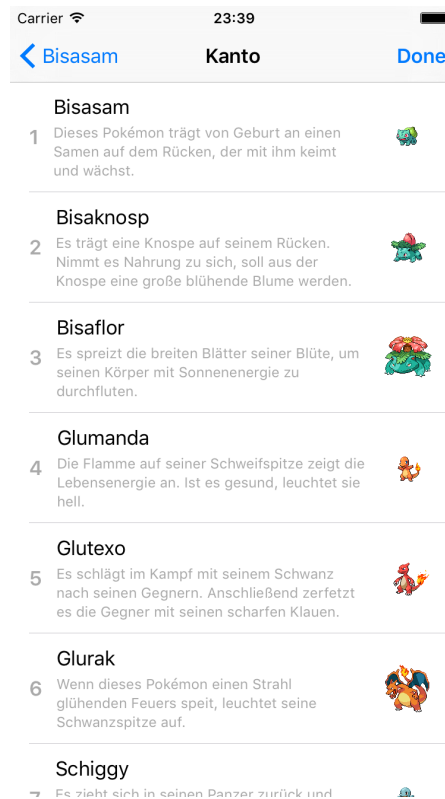 Carrier 23:39
Bisasam Kanto Done
Bisasam
1
Dieses Pokémon trägt von Geburt an einen
Samen auf dem Rücken, der mit ihm keimt
und wächst.
Bisaknosp
2
Es trägt eine Knospe auf seinem Rücken.
Nimmt es Nahrung zu sich, soll aus der
Knospe eine große blühende Blume werden.
Bisaflor
3
Es spreizt die breiten Blätter seiner Blüte, um
seinen Körper mit Sonnenenergie zu
durchfluten.
Glumanda
4
Die Flamme auf seiner Schweifspitze zeigt die
Lebensenergie an. Ist es gesund, leuchtet sie
hell.
Glutexo
5
Es schlägt im Kampf mit seinem Schwanz
nach seinen Gegnern. Anschließend zerfetzt
es die Gegner mit seinen scharfen Klauen.
Glurak
6
Wenn dieses Pokémon einen Strahl
glühenden Feuers speit, leuchtet seine
Schwanzspitze auf.
Schiggy
7
Es zieht sich in seinen Panzer zurück und